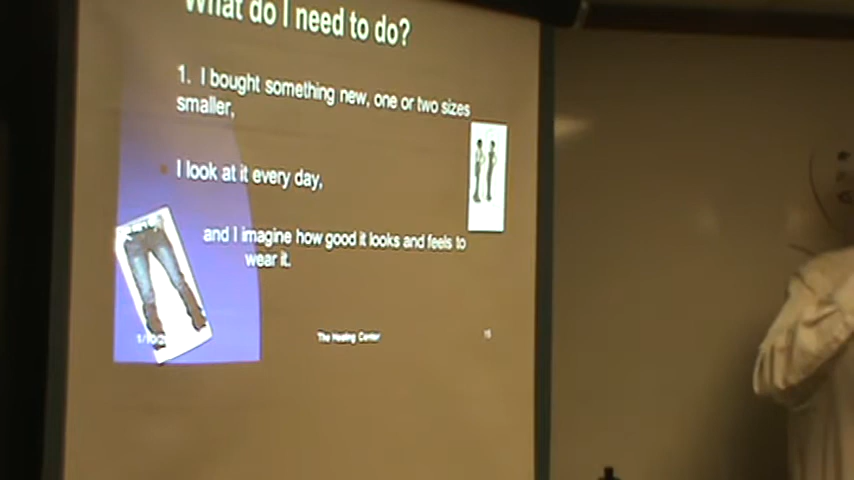 What do I need to do?
1. I bought something new, one or two sizes
smaller,
I look at it every day,
and I imagine how good it looks and feels to
wear it.
The Healing Center